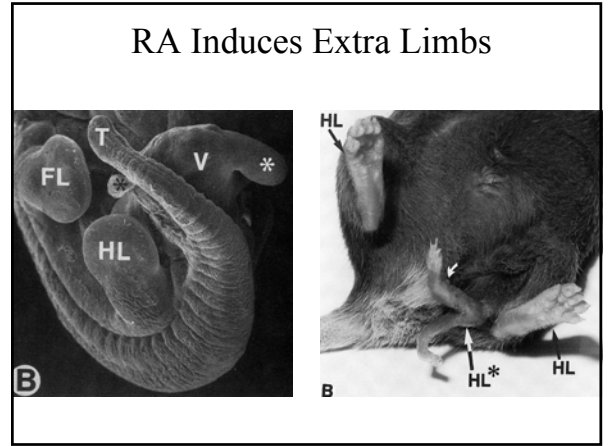 RA Induces Extra Limbs
T
V
*
*
FL
HL
B
HL
HL
HL*
B